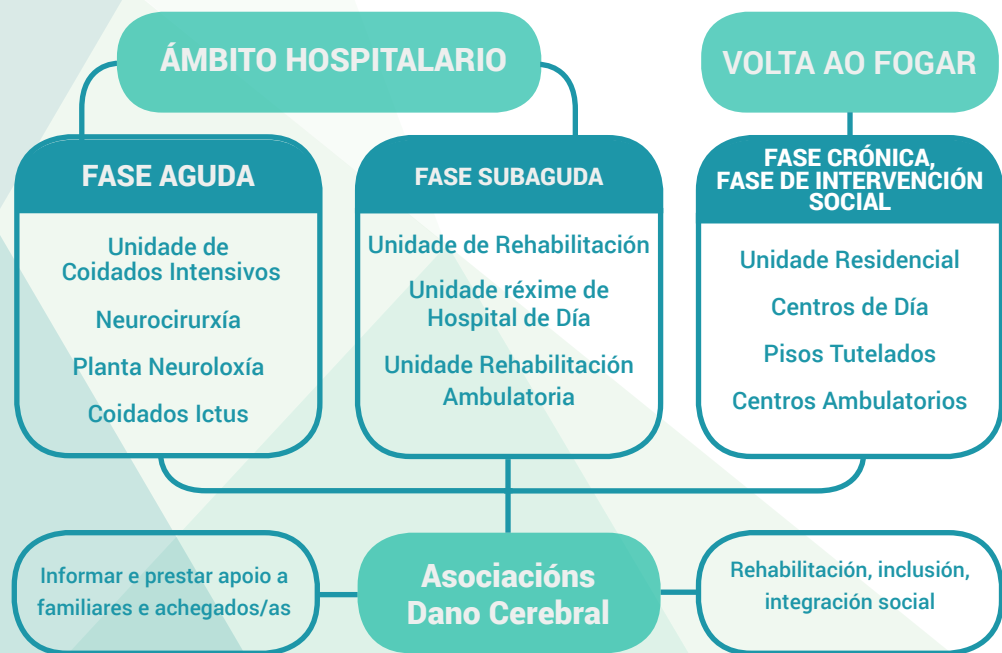 ÁMBITO HOSPITALARIO
VOLTA AO FOGAR
FASE AGUDA
Unidade de
Coidados Intensivos
Neurocirurxía
Planta Neuroloxía
Coidados Ictus
FASE SUBAGUDA
Unidade de Rehabilitación
Unidade réxime de
Hospital de Día
Unidade Rehabilitación
Ambulatoria
FASE CRÓNICA,
FASE DE INTERVENCIÓN
SOCIAL
Unidade Residencial
Centros de Día
Pisos Tutelados
Centros Ambulatorios
Informar e prestar apoio a
familiares e achegados/as
Asociacións
Dano Cerebral
Rehabilitación, inclusión,
integración social